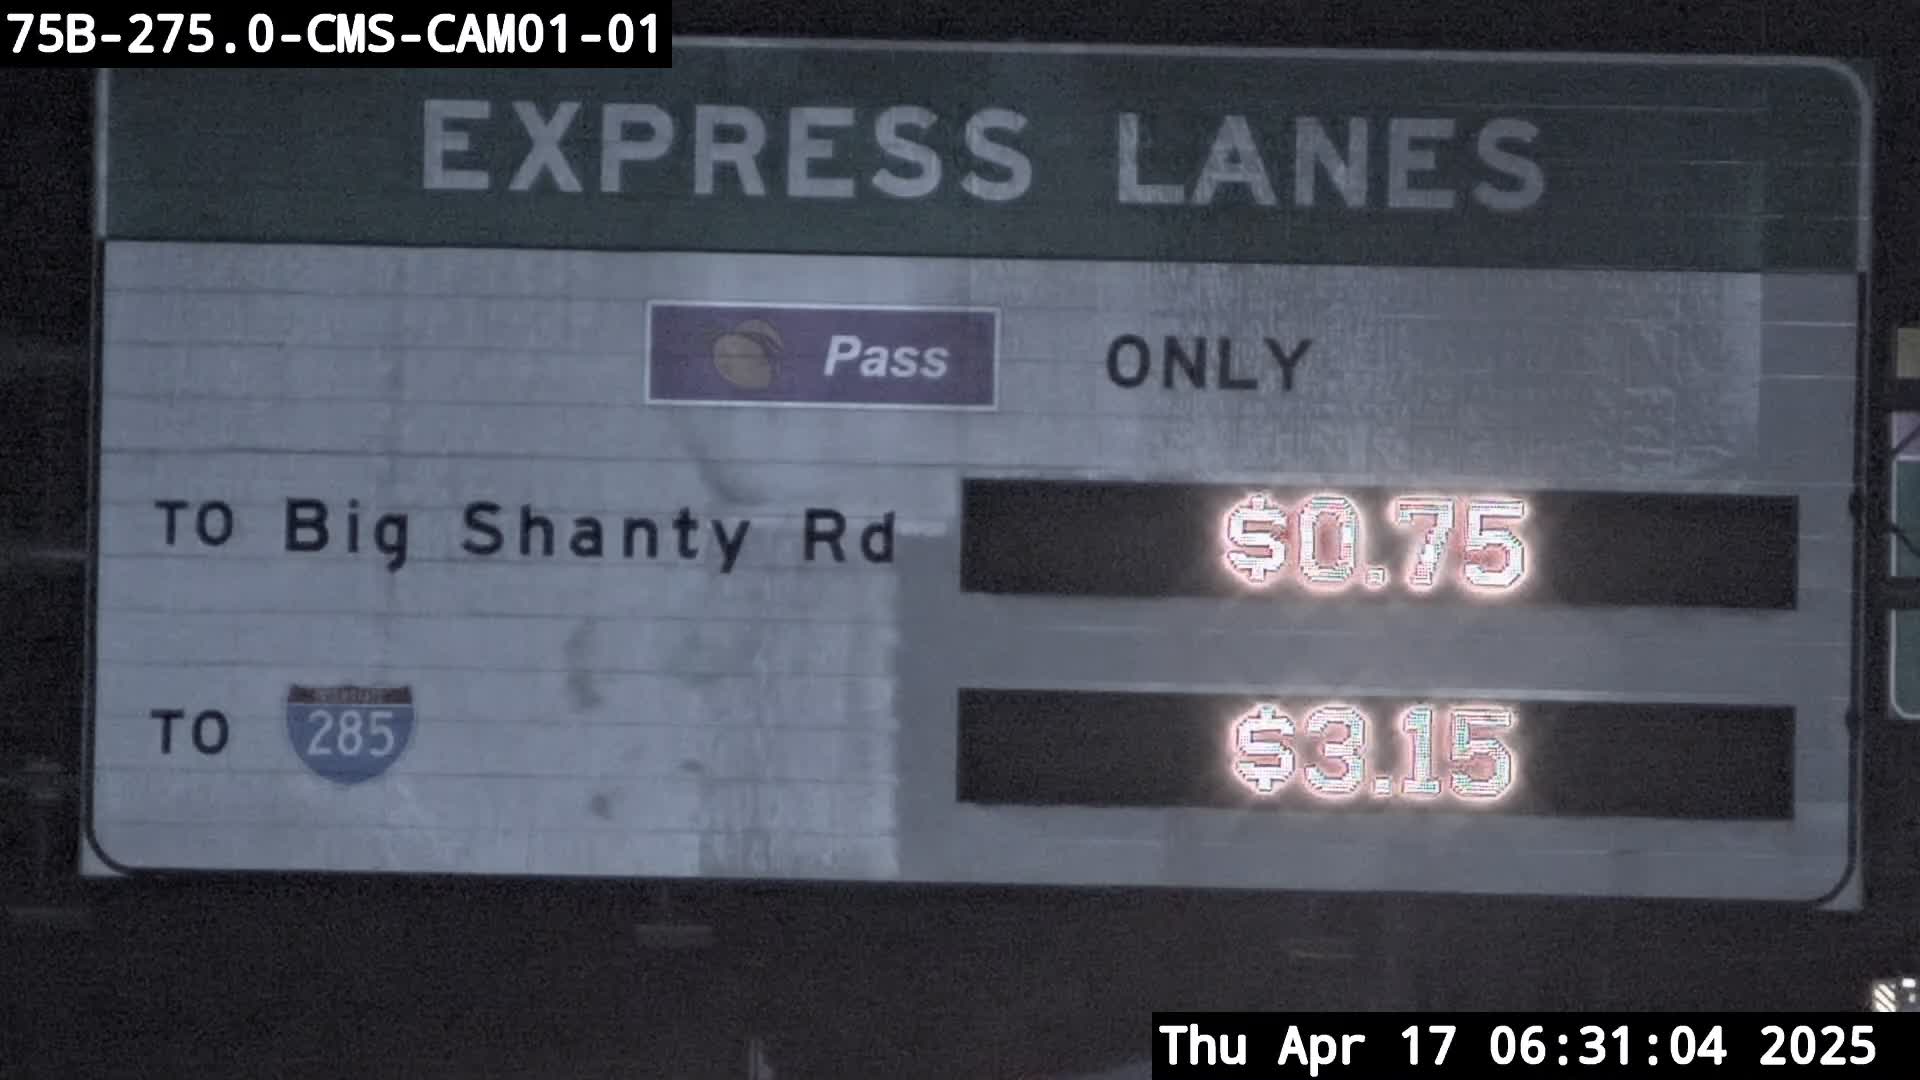 75B-275.0-CMS-CAM01-01
EXPRESS LANES
Pass ONLY
TO Big Shanty Rd $0.75
TO 285 $3.15
Thu Apr 17 06:31:04 2025